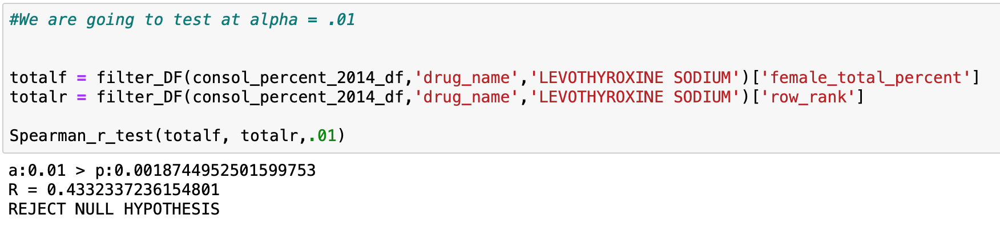 #We are going to test at alpha = .01
totalf = filter_DF(consol_percent_2014_df,'drug_name','LEVOTHYROXINE SODIUM')['female_total_percent']
totalr = filter_DF(consol_percent_2014_df,'drug_name','LEVOTHYROXINE SODIUM')['row_rank']
Spearman_r_test(totalf, totalr,.01)
a:0.01 > p:0.0018744952501599753
R = 0.4332337236154801
REJECT NULL HYPOTHESIS